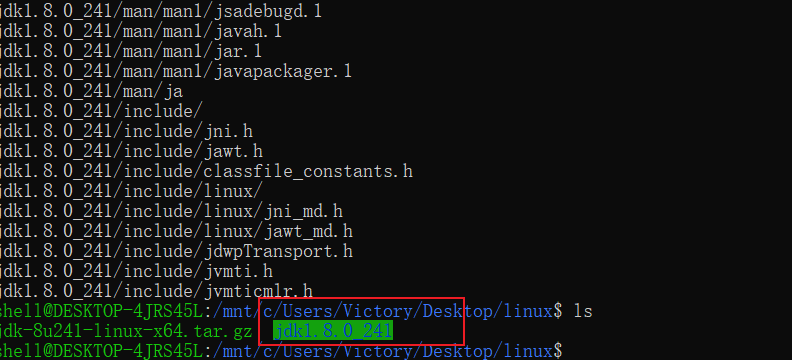 jdk1.8.0_241/man/man1/jsadebugd.1
jdk1.8.0_241/man/man1/javah.1
jdk1.8.0_241/man/man1/jar.1
jdk1.8.0_241/man/man1/javapackager.1
jdk1.8.0_241/man/ja
jdk1.8.0_241/include/
jdk1.8.0_241/include/jni.h
jdk1.8.0_241/include/jawt.h
jdk1.8.0_241/include/classfile_constants.h
jdk1.8.0_241/include/linux/
jdk1.8.0_241/include/linux/jni_md.h
jdk1.8.0_241/include/linux/jawt_md.h
jdk1.8.0_241/include/jdwpTransport.h
jdk1.8.0_241/include/jvmti.h
jdk1.8.0_241/include/jvmticmlr.h
shell@DESKTOP-4JRS45L:/mnt/c/Users/Victory/Desktop/linux$ ls
jdk-8u241-linux-x64.tar.gz jdk1.8.0_241
shell@DESKTOP-4JRS45L:/mnt/c/Users/Victory/Desktop/linux$